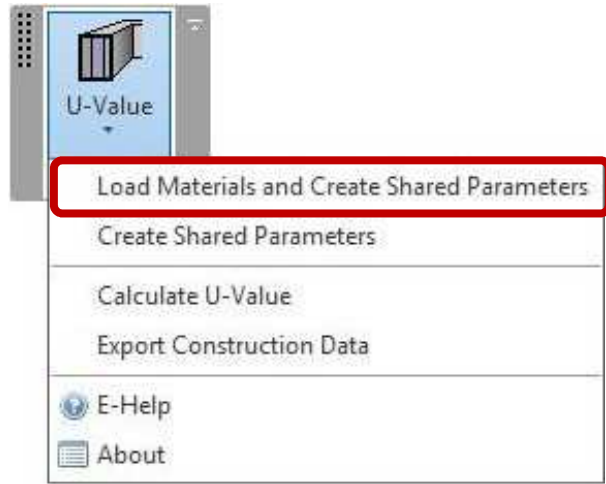 U-Value
Load Materials and Create Shared Parameters
Create Shared Parameters
Calculate U-Value
Export Construction Data
E-Help
About